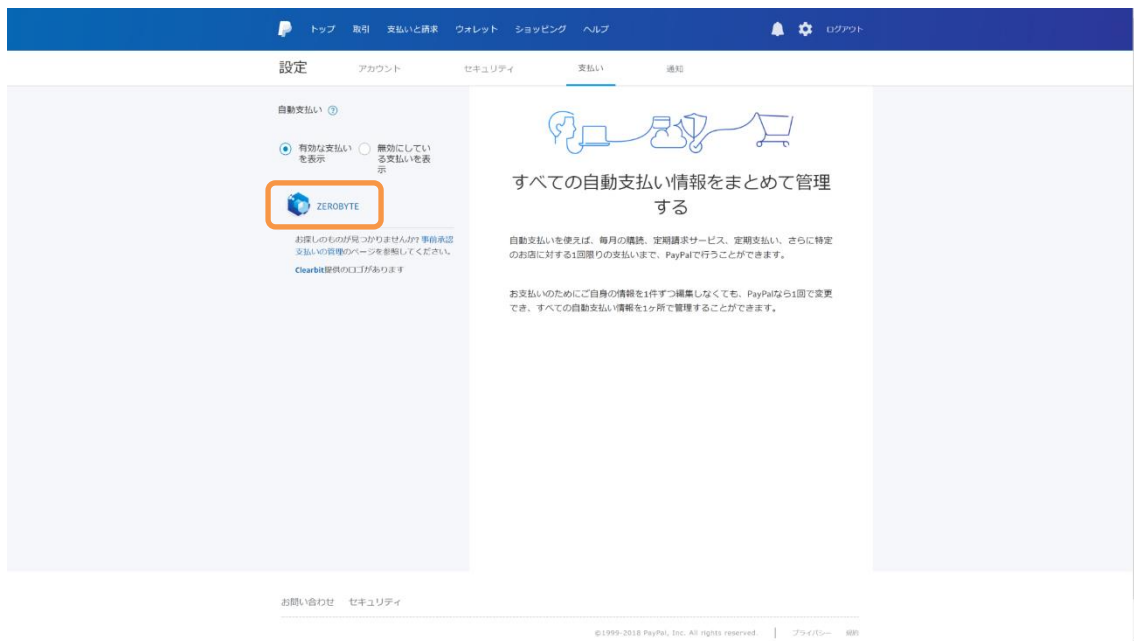 トップ 取引 支払いと請求 ウォレット ショッピング ヘルプ ログアウト
設定 アカウント セキュリティ 支払い 通知
自動支払い ?
有効な支払い
を表示
無効にしてい
る支払いを表
示
ZEROBYTE
お探しのものが見つかりませんか? 事前承認
支払いの管理のページを参照してください。
Clearbit提供のロゴがあります
すべての自動支払い情報をまとめて管理
する
自動支払いを使えば、毎月の購読、定期請求サービス、定期支払い、さらに特定
のお店に対する1回限りの支払いまで、PayPalで行うことができます。
お支払いのためにご自身の情報を1件ずつ編集しなくても、PayPalなら1回で変更
でき、すべての自動支払い情報を1ヶ所で管理することができます。
お問い合わせ セキュリティ
©1999-2018 PayPal, Inc. All rights reserved. | プライバシー 規約